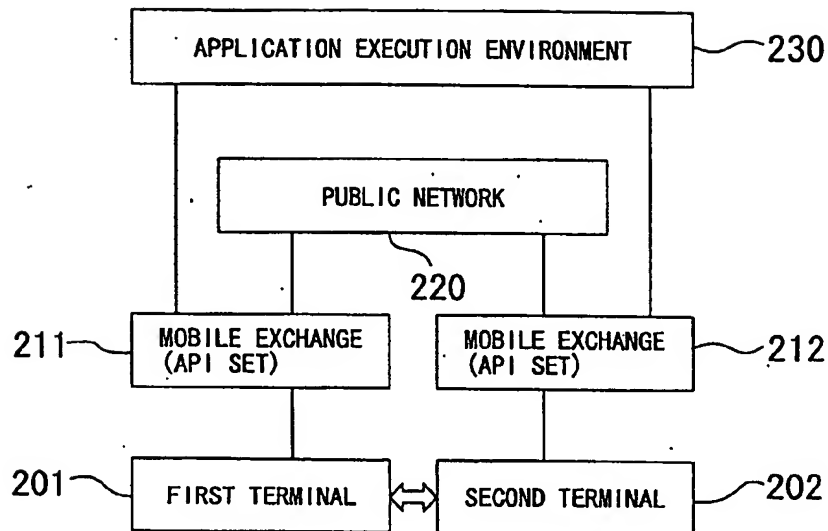 APPLICATION EXECUTION ENVIRONMENT
230
PUBLIC NETWORK
220
211
MOBILE EXCHANGE
(API SET)
MOBILE EXCHANGE
(API SET)
212
201
FIRST TERMINAL
SECOND TERMINAL
202